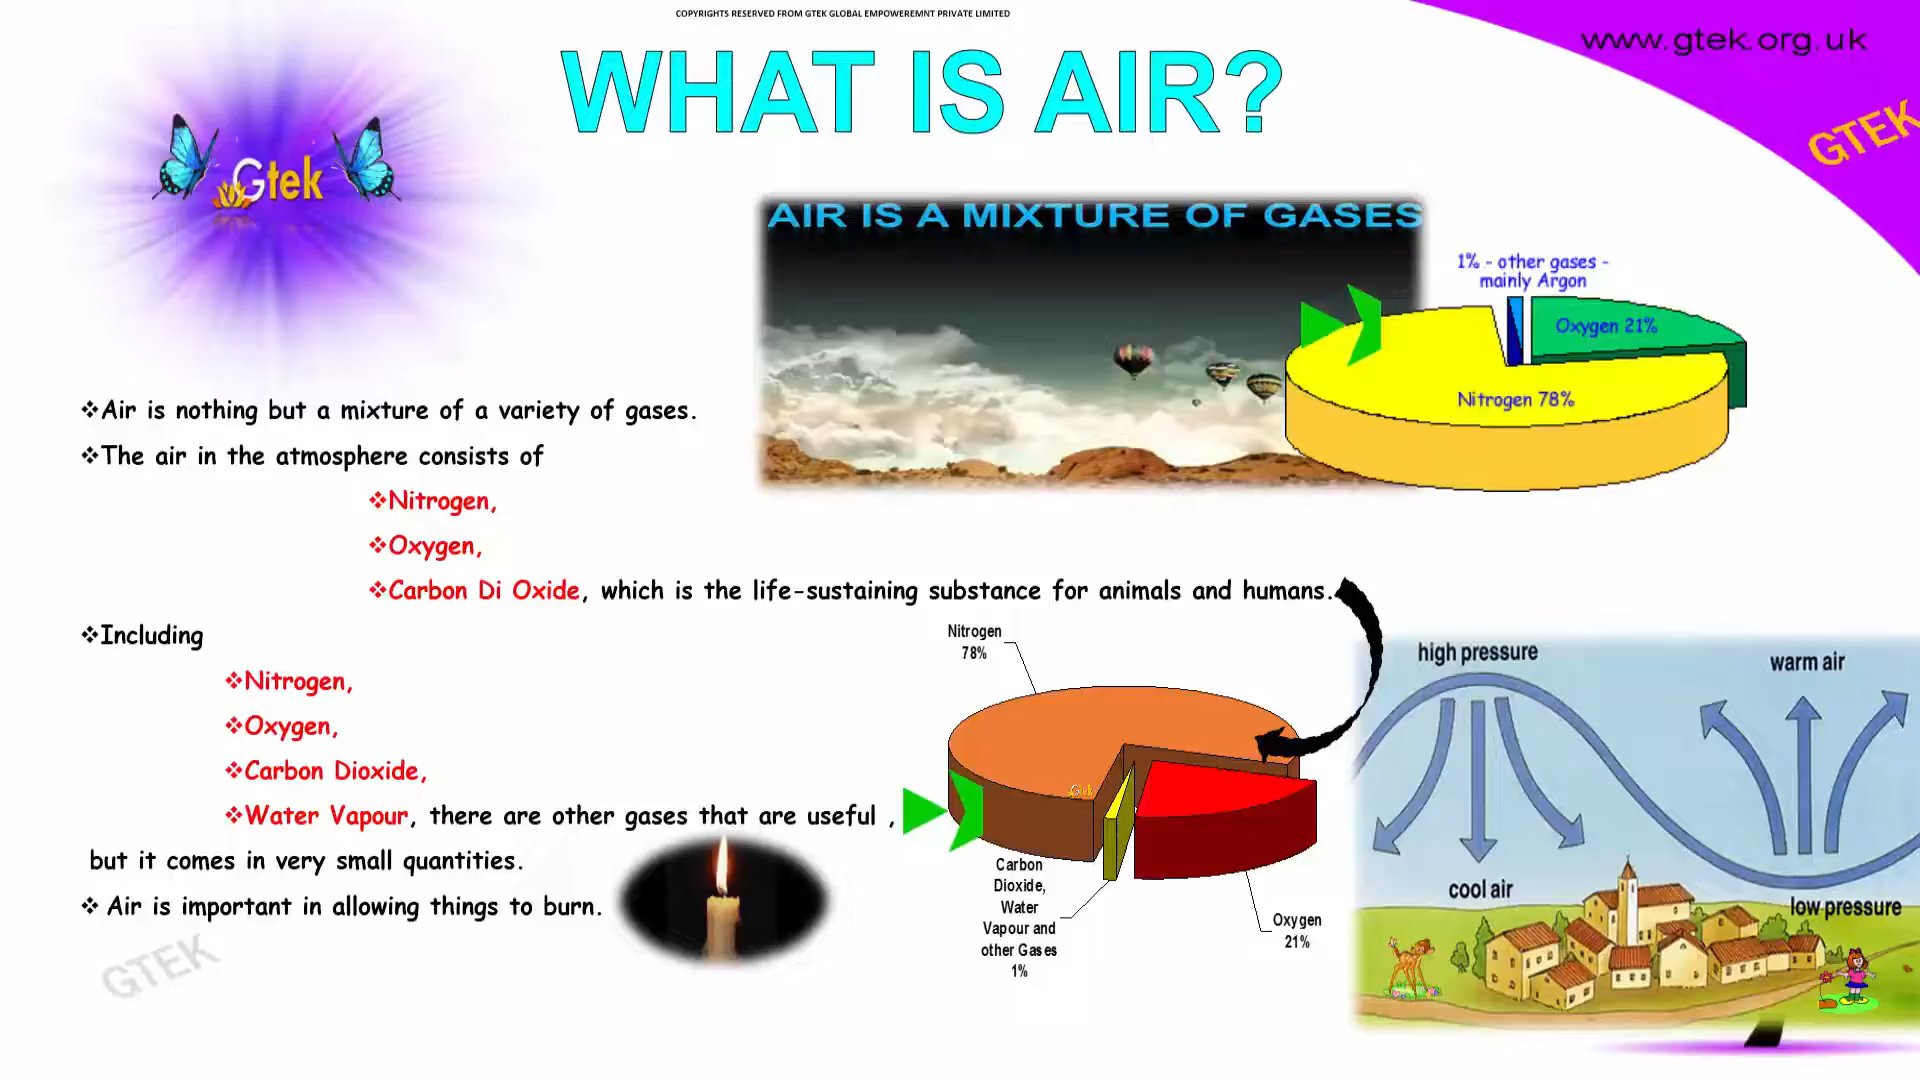 COPYRIGHTS RESERVED FROM GTEK GLOBAL EMPOWEREMNT PRIVATE LIMITED
www.gtek.org.uk
WHAT IS AIR?
GTEK
Gtek
AIR IS A MIXTURE OF GASES
1% - other gases -
mainly Argon
Oxygen 21%
Nitrogen 78%
❖Air is nothing but a mixture of a variety of gases.
❖The air in the atmosphere consists of
❖Nitrogen,
❖Oxygen,
❖Carbon Di Oxide, which is the life-sustaining substance for animals and humans.
❖Including
❖Nitrogen,
❖Oxygen,
❖Carbon Dioxide,
❖Water Vapour, there are other gases that are useful ,
but it comes in very small quantities.
❖ Air is important in allowing things to burn.
GTEK
Nitrogen
78%
Gtek
Carbon
Dioxide,
Water
Vapour and
other Gases
1%
Oxygen
21%
high pressure
warm air
cool air
low pressure